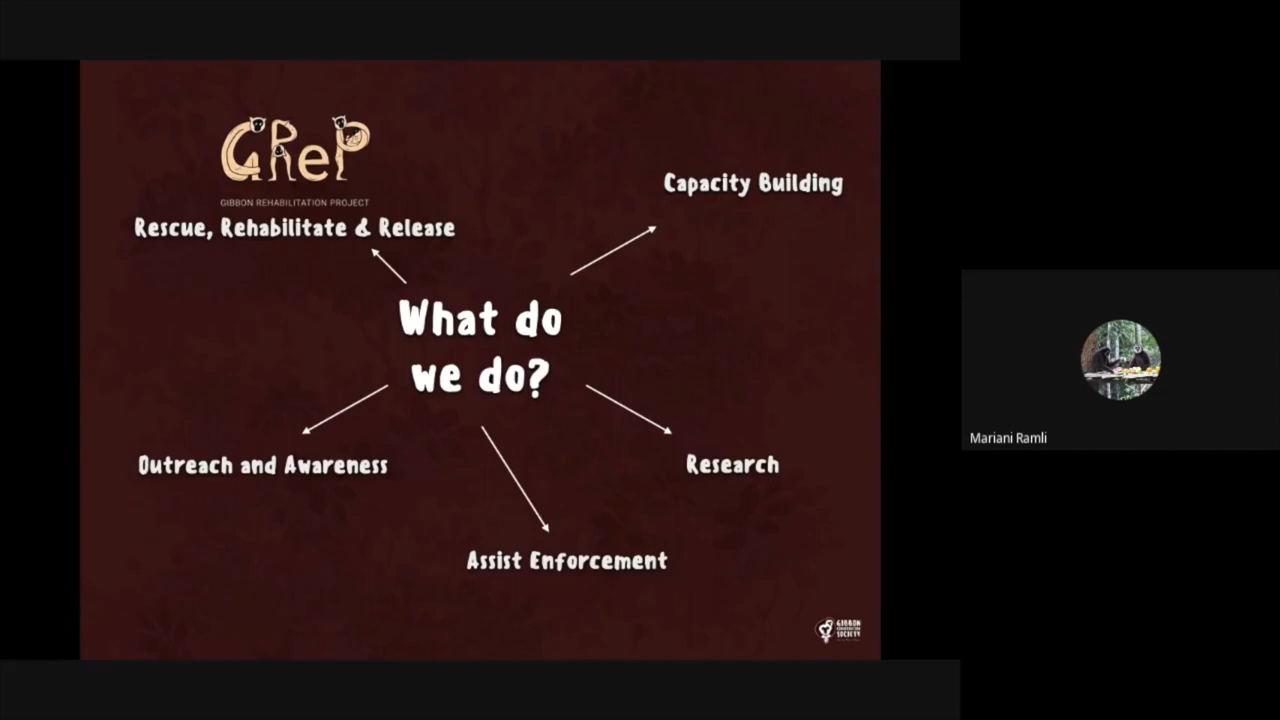 GReP
GIBBON REHABILITATION PROJECT
Rescue, Rehabilitate & Release
Capacity Building
What do
we do?
Outreach and Awareness
Research
Assist Enforcement
GIBBON
CONSERVATION
SOCIETY
Mariani Ramli